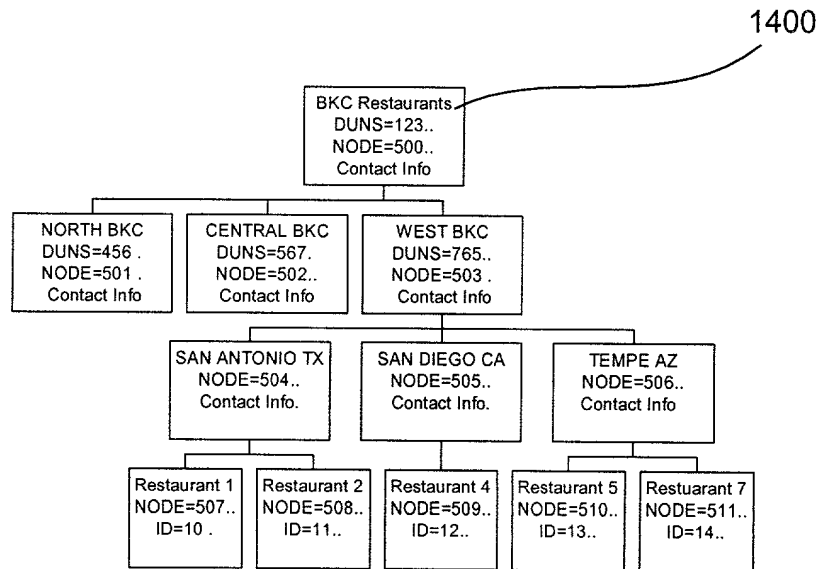 1400
BKC Restaurants
DUNS=123..
NODE=500..
Contact Info
NORTH BKC
DUNS=456 .
NODE=501 .
Contact Info
CENTRAL BKC
DUNS=567.
NODE=502..
Contact Info
WEST BKC
DUNS=765..
NODE=503 .
Contact Info
SAN ANTONIO TX
NODE=504..
Contact Info.
SAN DIEGO CA
NODE=505..
Contact Info.
TEMPE AZ
NODE=506..
Contact Info
Restaurant 1
NODE=507..
ID=10 .
Restaurant 2
NODE=508..
ID=11..
Restaurant 4
NODE=509..
ID=12..
Restaurant 5
NODE=510..
ID=13..
Restuarant 7
NODE=511..
ID=14..